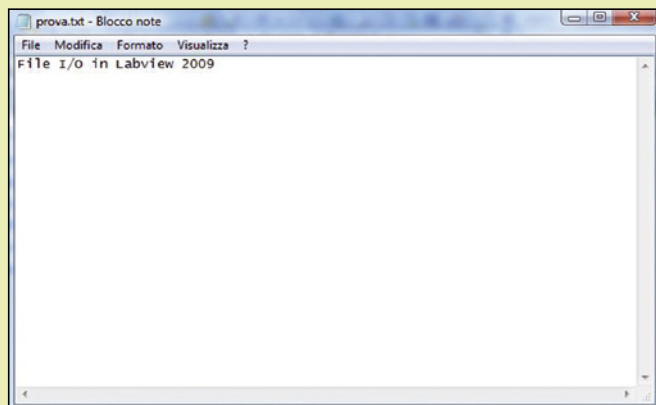 prova.txt - Blocco note
File Modifica Formato Visualizza ?
File I/O in Labview 2009